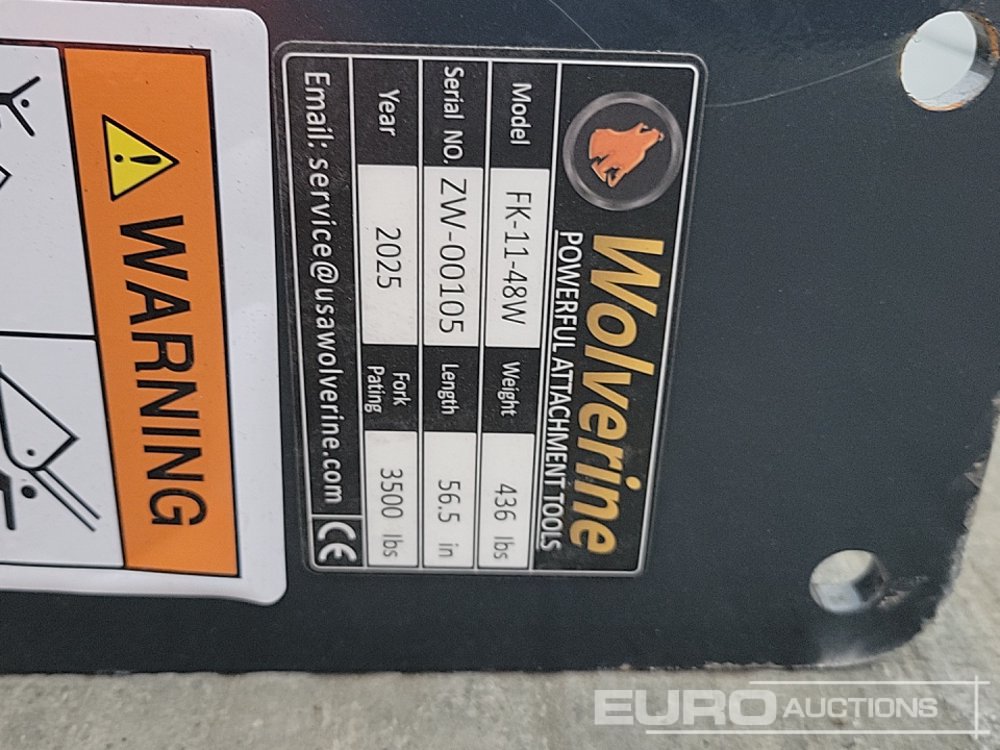 Wolverine
POWERFUL ATTACHMENT TOOLS
Model FK-11-48W Weight 436 lbs
Serial NO. ZW-00105 Length 56.5 in
Year 2025 Fork Pating 3500 lbs
Email: service@usawolverine.com CE
WARNING
EURO AUCTIONS